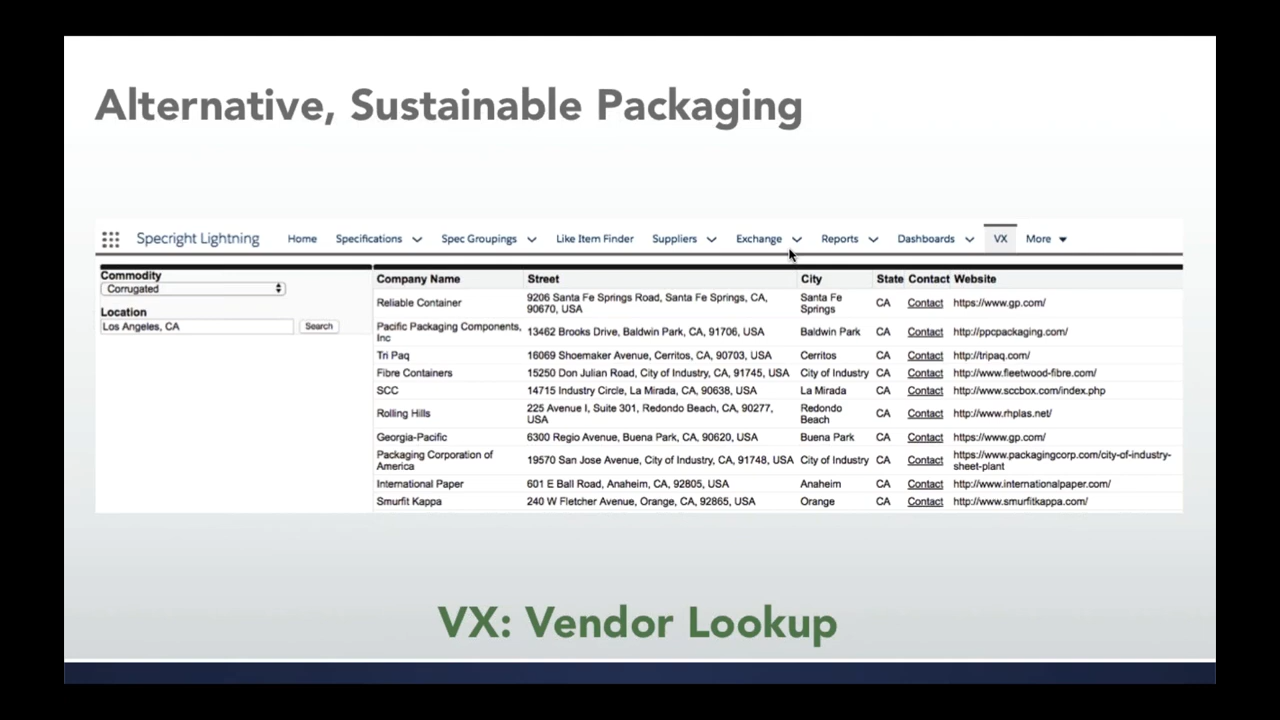 Alternative, Sustainable Packaging
Specright Lightning Home Specifications Spec Groupings Like Item Finder Suppliers Exchange Reports Dashboards VX More
Commodity
Corrugated
Location
Los Angeles, CA Search
Company Name Street City State Contact Website
Reliable Container 9206 Santa Fe Springs Road, Santa Fe Springs, CA, 90670, USA Santa Fe Springs CA Contact https://www.gp.com/
Pacific Packaging Components, Inc 13462 Brooks Drive, Baldwin Park, CA, 91706, USA Baldwin Park CA Contact http://ppcpackaging.com/
Tri Paq 16069 Shoemaker Avenue, Cerritos, CA, 90703, USA Cerritos CA Contact http://tripaq.com/
Fibre Containers 15250 Don Julian Road, City of Industry, CA, 91745, USA City of Industry CA Contact http://www.fleetwood-fibre.com/
SCC 14715 Industry Circle, La Mirada, CA, 90638, USA La Mirada CA Contact http://www.sccbox.com/index.php
Rolling Hills 225 Avenue I, Suite 301, Redondo Beach, CA, 90277, USA Redondo Beach CA Contact http://www.rhplas.net/
Georgia-Pacific 6300 Regio Avenue, Buena Park, CA, 90620, USA Buena Park CA Contact https://www.gp.com/
Packaging Corporation of America 19570 San Jose Avenue, City of Industry, CA, 91748, USA City of Industry CA Contact https://www.packagingcorp.com/city-of-industry-sheet-plant
International Paper 601 E Ball Road, Anaheim, CA, 92805, USA Anaheim CA Contact http://www.internationalpaper.com/
Smurfit Kappa 240 W Fletcher Avenue, Orange, CA, 92865, USA Orange CA Contact http://www.smurfitkappa.com/
VX: Vendor Lookup